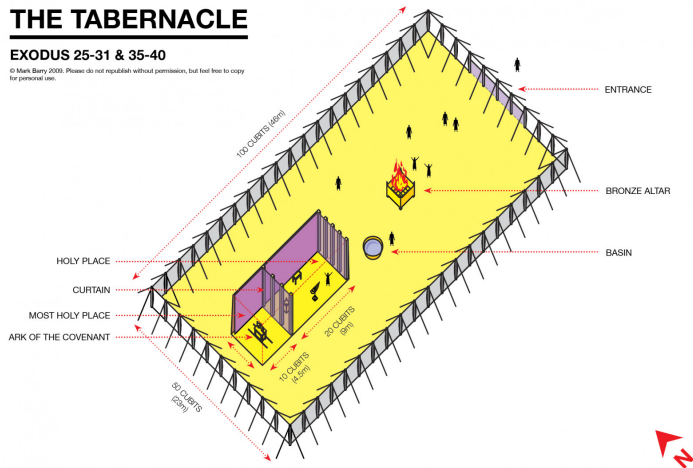 THE TABERNACLE
EXODUS 25-31 & 35-40
© Mark Barry 2009. Please do not republish without permission, but feel free to copy
for personal use.
100 CUBITS (46m)
ENTRANCE
BRONZE ALTAR
BASIN
HOLY PLACE
CURTAIN
MOST HOLY PLACE
ARK OF THE COVENANT
20 CUBITS
(9m)
10 CUBITS
(4.5m)
50 CUBITS
(23m)
N